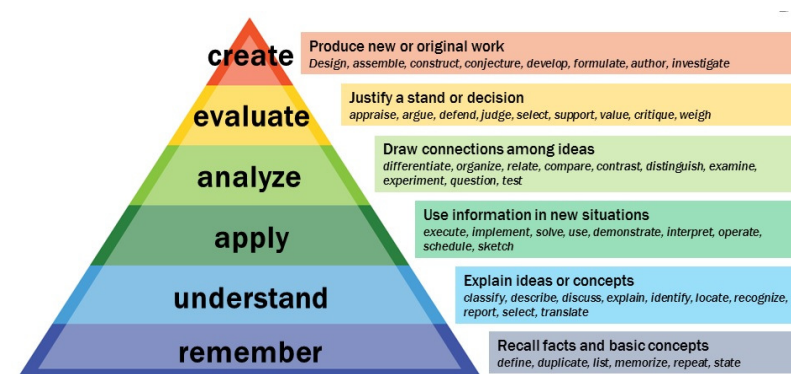 create
Produce new or original work
Design, assemble, construct, conjecture, develop, formulate, author, investigate
evaluate
Justify a stand or decision
appraise, argue, defend, judge, select, support, value, critique, weigh
analyze
Draw connections among ideas
differentiate, organize, relate, compare, contrast, distinguish, examine,
experiment, question, test
apply
Use information in new situations
execute, implement, solve, use, demonstrate, interpret, operate,
schedule, sketch
understand
Explain ideas or concepts
classify, describe, discuss, explain, identify, locate, recognize,
report, select, translate
remember
Recall facts and basic concepts
define, duplicate, list, memorize, repeat, state